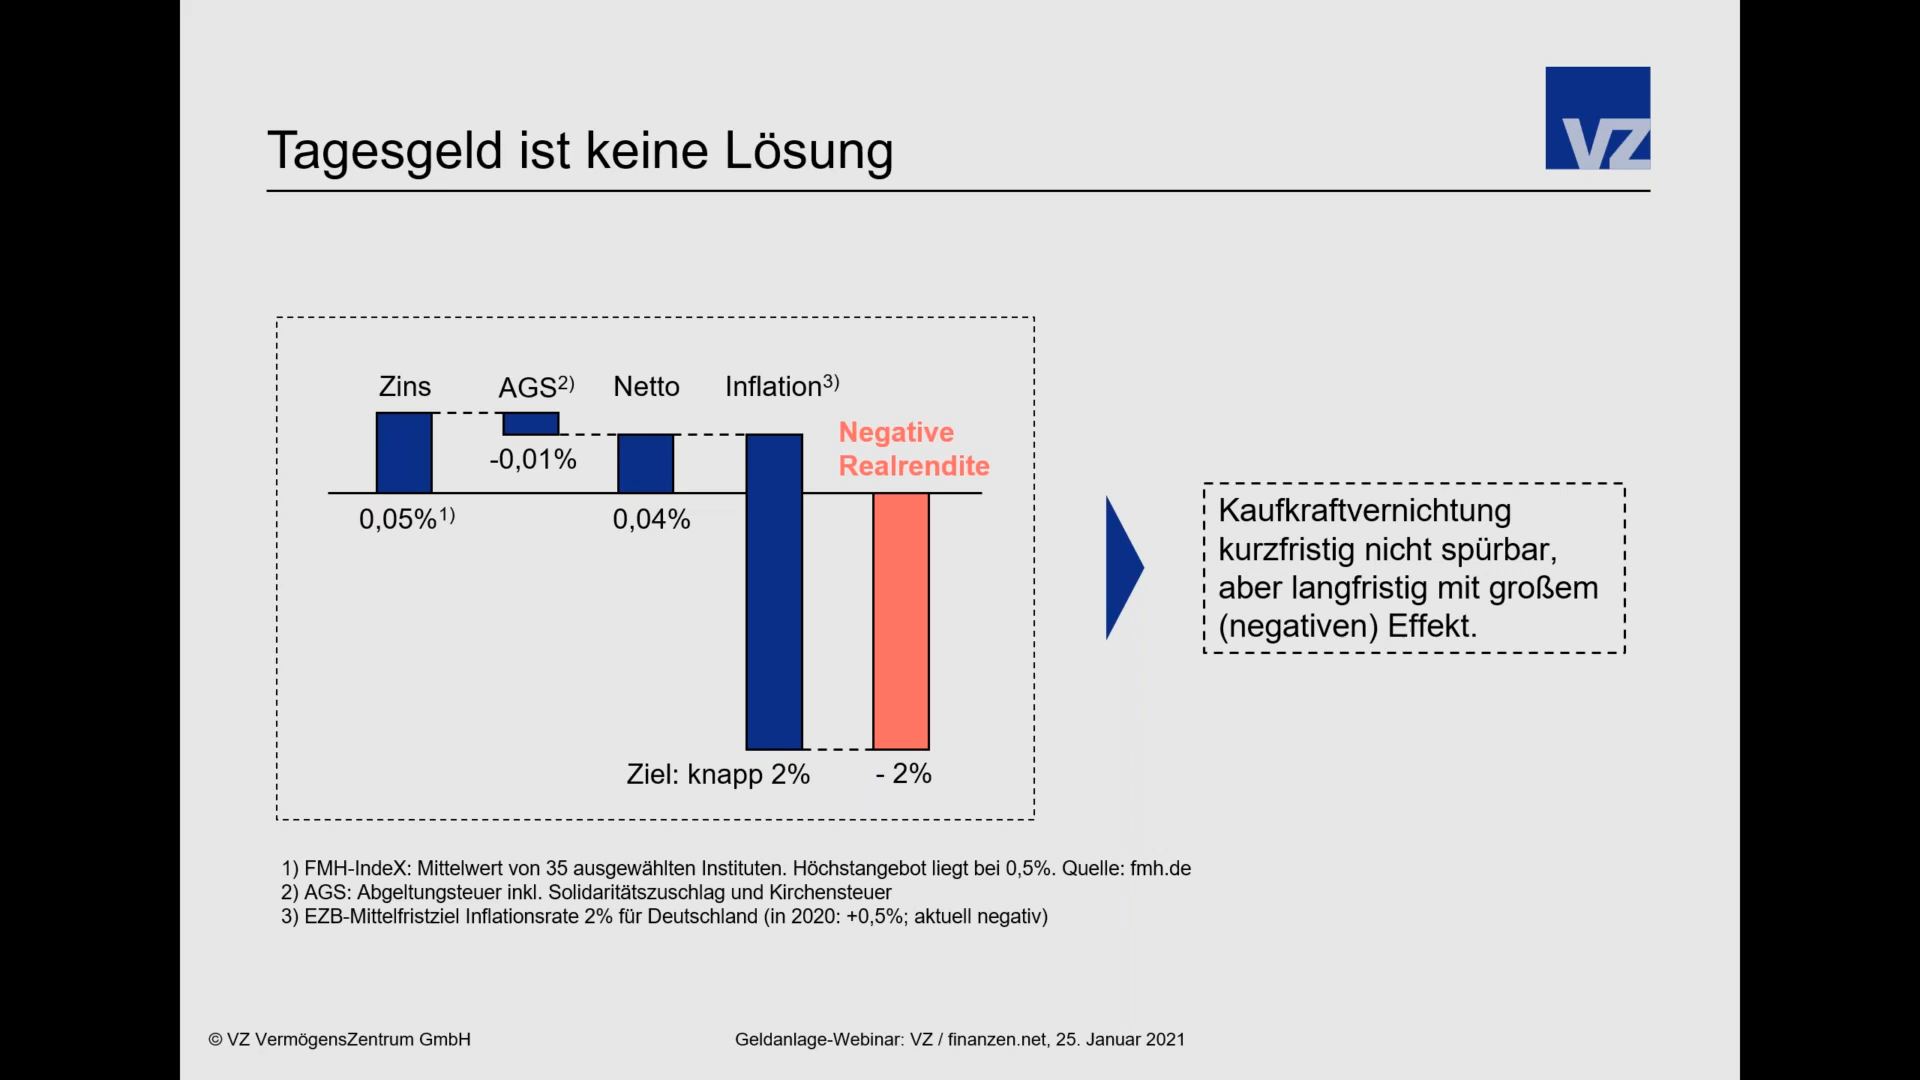 VZ
Tagesgeld ist keine Lösung
Zins AGS2) Netto Inflation3)
Negative
Realrendite
-0,01%
0,05%1) 0,04%
Ziel: knapp 2% - 2%
Kaufkraftvernichtung
kurzfristig nicht spürbar,
aber langfristig mit großem
(negativen) Effekt.
1) FMH-IndeX: Mittelwert von 35 ausgewählten Instituten. Höchstangebot liegt bei 0,5%. Quelle: fmh.de
2) AGS: Abgeltungsteuer inkl. Solidaritätszuschlag und Kirchensteuer
3) EZB-Mittelfristziel Inflationsrate 2% für Deutschland (in 2020: +0,5%; aktuell negativ)
© VZ VermögensZentrum GmbH
Geldanlage-Webinar: VZ / finanzen.net, 25. Januar 2021